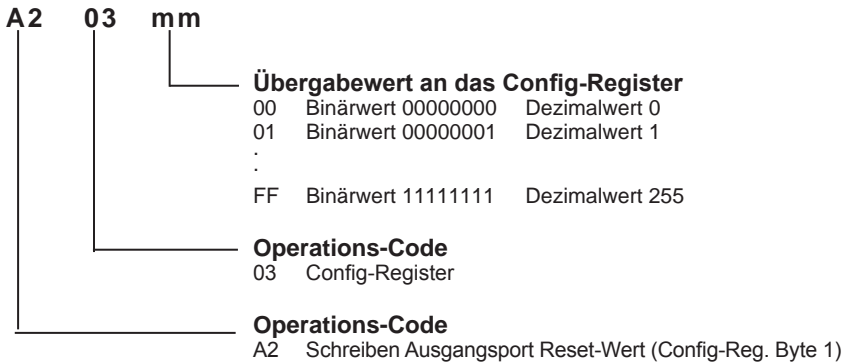 A2 03 mm
Übergabewert an das Config-Register
00 Binärwert 00000000 Dezimalwert 0
01 Binärwert 00000001 Dezimalwert 1
.
.
FF Binärwert 11111111 Dezimalwert 255
Operations-Code
03 Config-Register
Operations-Code
A2 Schreiben Ausgangsport Reset-Wert (Config-Reg. Byte 1)